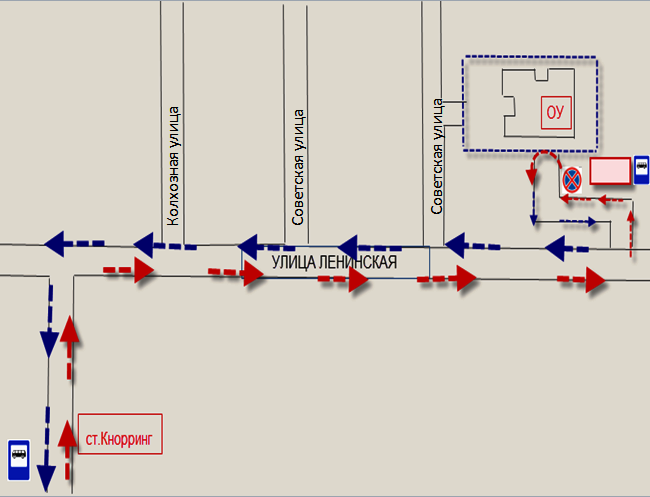 Колхозная улица
Советская улица
Советская улица
ОУ
УЛИЦА ЛЕНИНСКАЯ
ст.Кнорринг